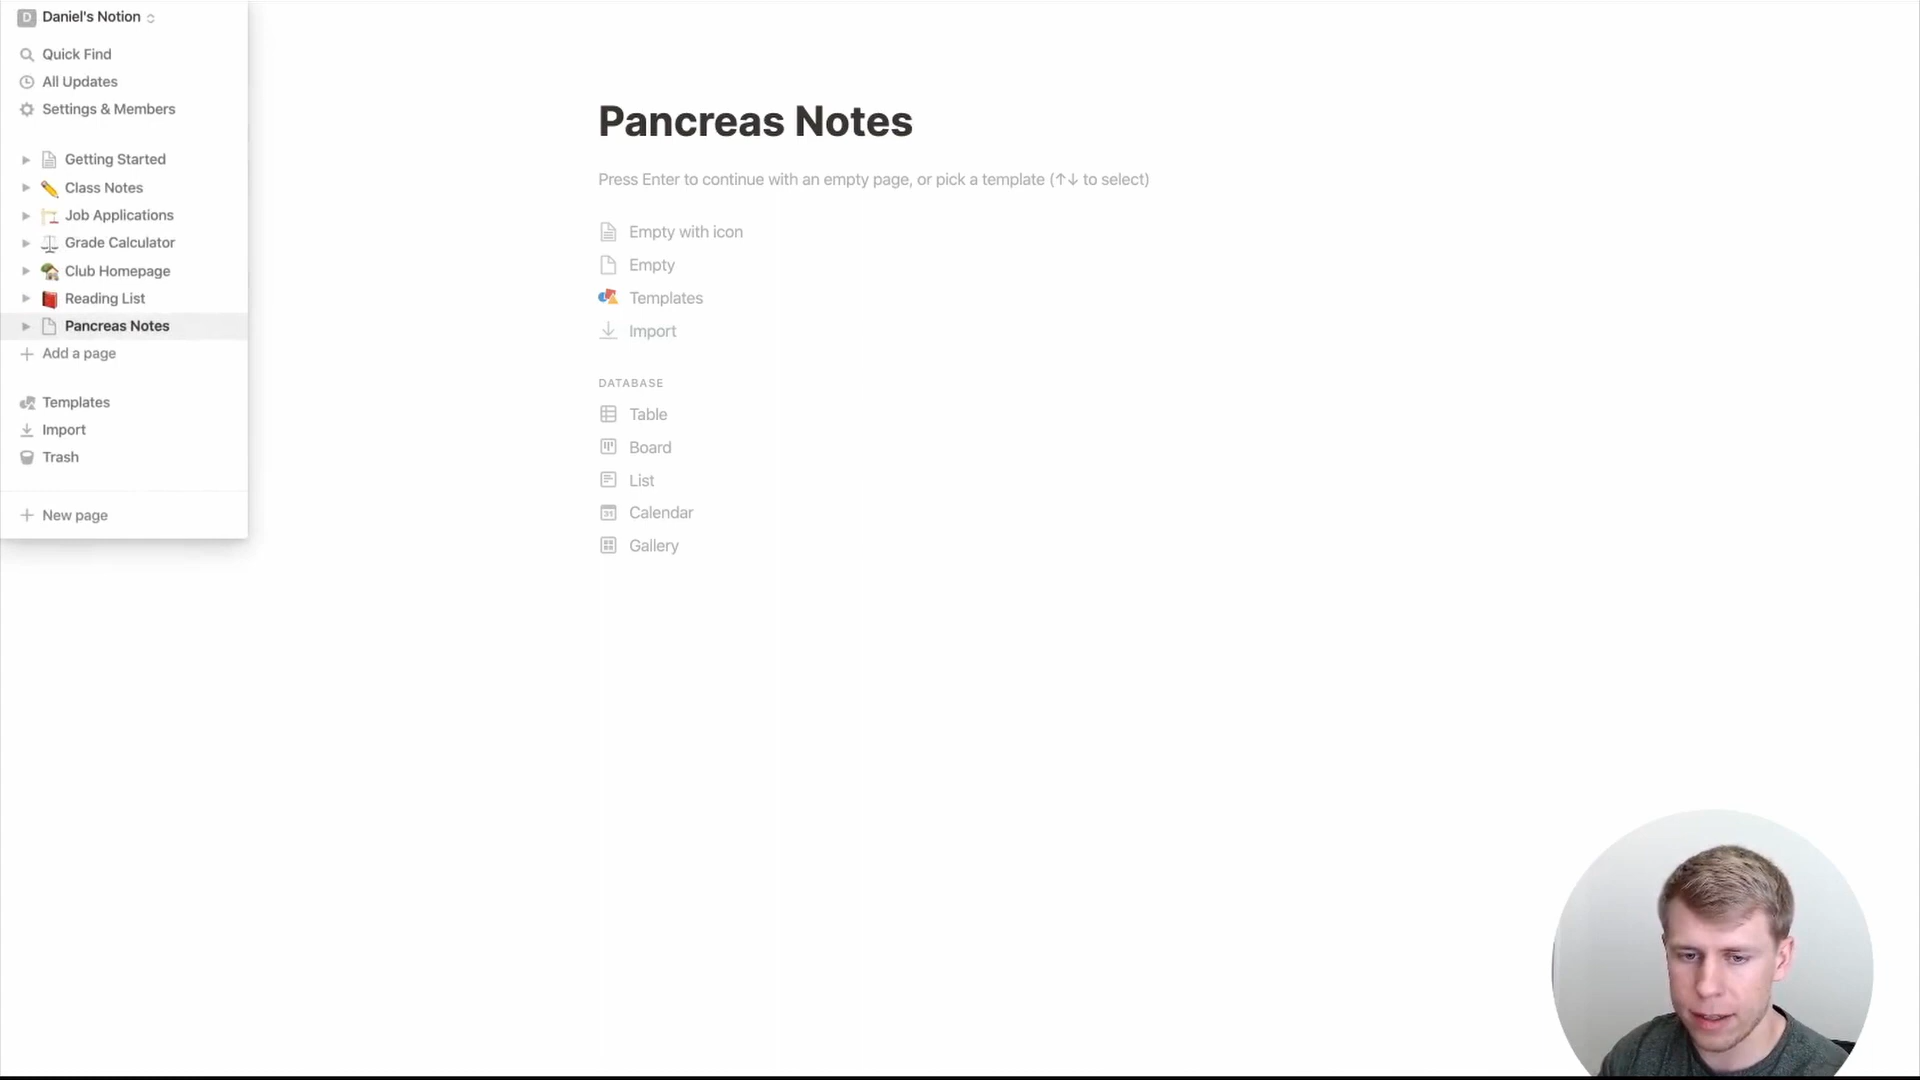 D Daniel's Notion
Quick Find
All Updates
Settings & Members
Getting Started
Class Notes
Job Applications
Grade Calculator
Club Homepage
Reading List
Pancreas Notes
Add a page
Templates
Import
Trash
New page
Pancreas Notes
Press Enter to continue with an empty page, or pick a template (↑↓ to select)
Empty with icon
Empty
Templates
Import
DATABASE
Table
Board
List
31 Calendar
Gallery